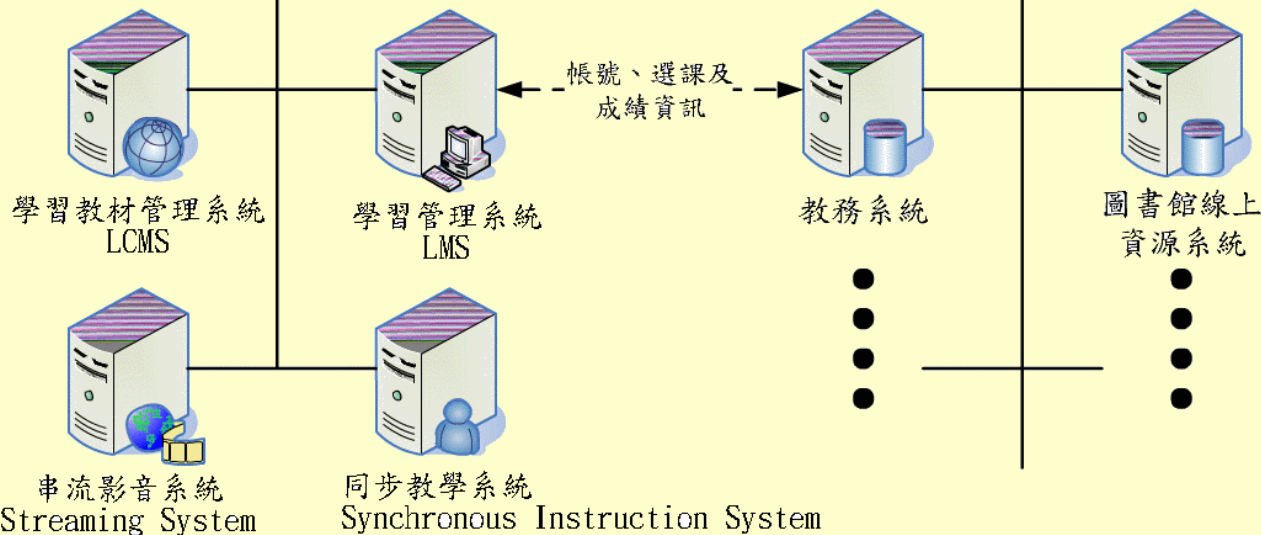 帳號、選課及
成績資訊
學習教材管理系統
LCMS
學習管理系統
LMS
教務系統
圖書館線上
資源系統
串流影音系統
Streaming System
同步教學系統
Synchronous Instruction System